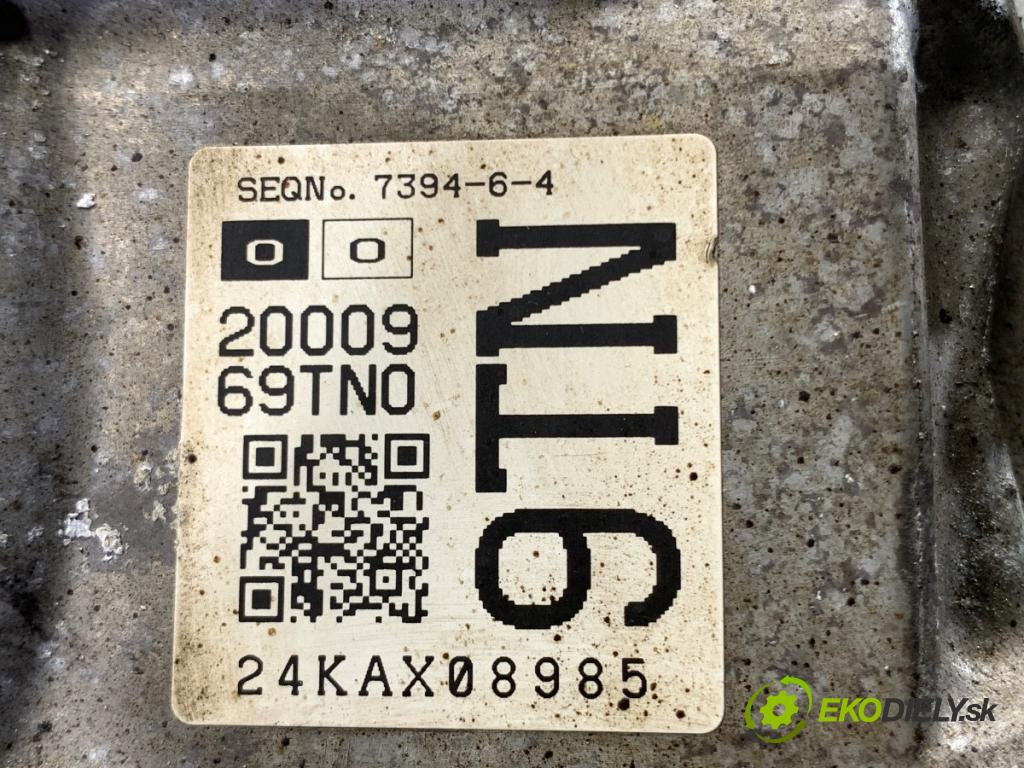 SEQNo. 7394-6-4
0 0
20009
69TN0
9TN
24KAX08985
EKODIELY.sk